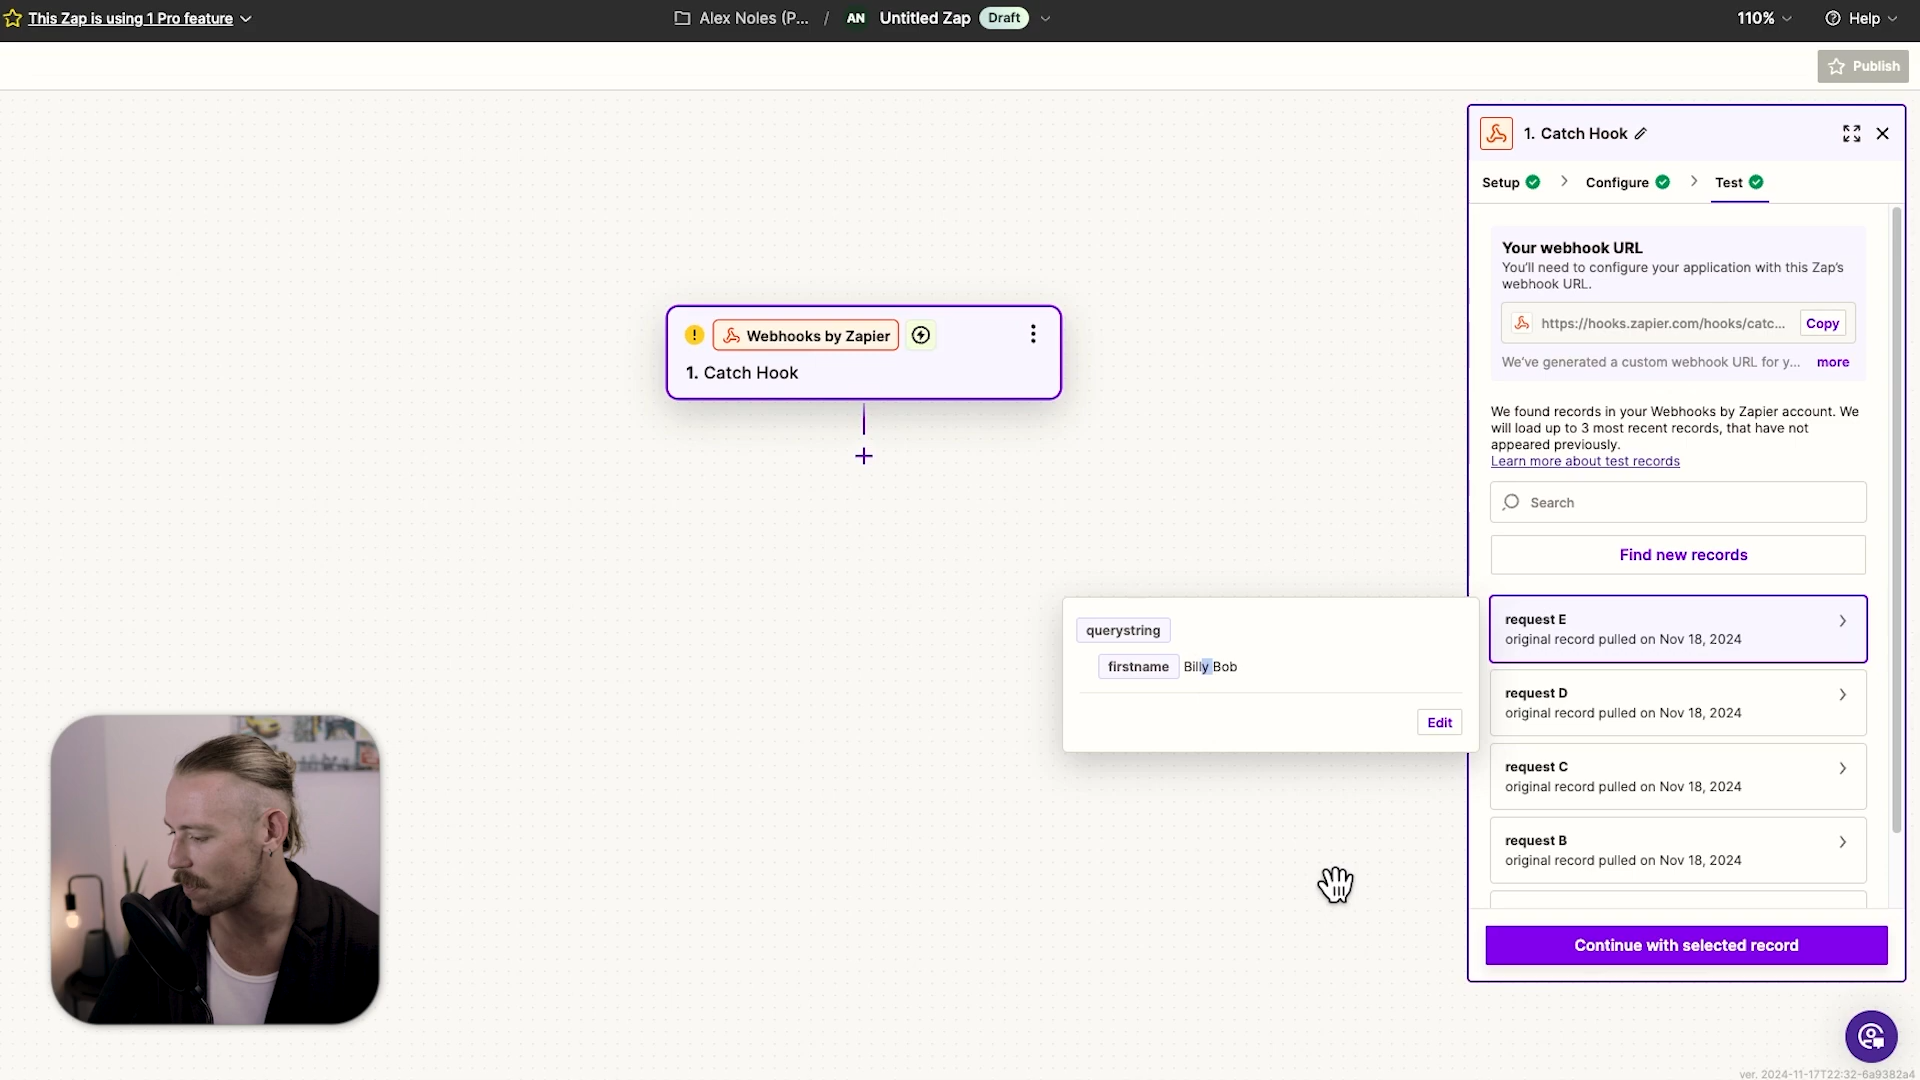 This Zap is using 1 Pro feature
Alex Noles (P... / AN Untitled Zap Draft
110% Help
Publish
1. Catch Hook
Setup Configure Test
Your webhook URL
You'll need to configure your application with this Zap's
webhook URL.
https://hooks.zapier.com/hooks/catc... Copy
We've generated a custom webhook URL for y... more
We found records in your Webhooks by Zapier account. We
will load up to 3 most recent records, that have not
appeared previously.
Learn more about test records
Search
Find new records
request E
original record pulled on Nov 18, 2024
request D
original record pulled on Nov 18, 2024
request C
original record pulled on Nov 18, 2024
request B
original record pulled on Nov 18, 2024
Continue with selected record
Webhooks by Zapier
1. Catch Hook
querystring
firstname Billy Bob
Edit
ver. 2024-11-17T22:32-6a9382a4